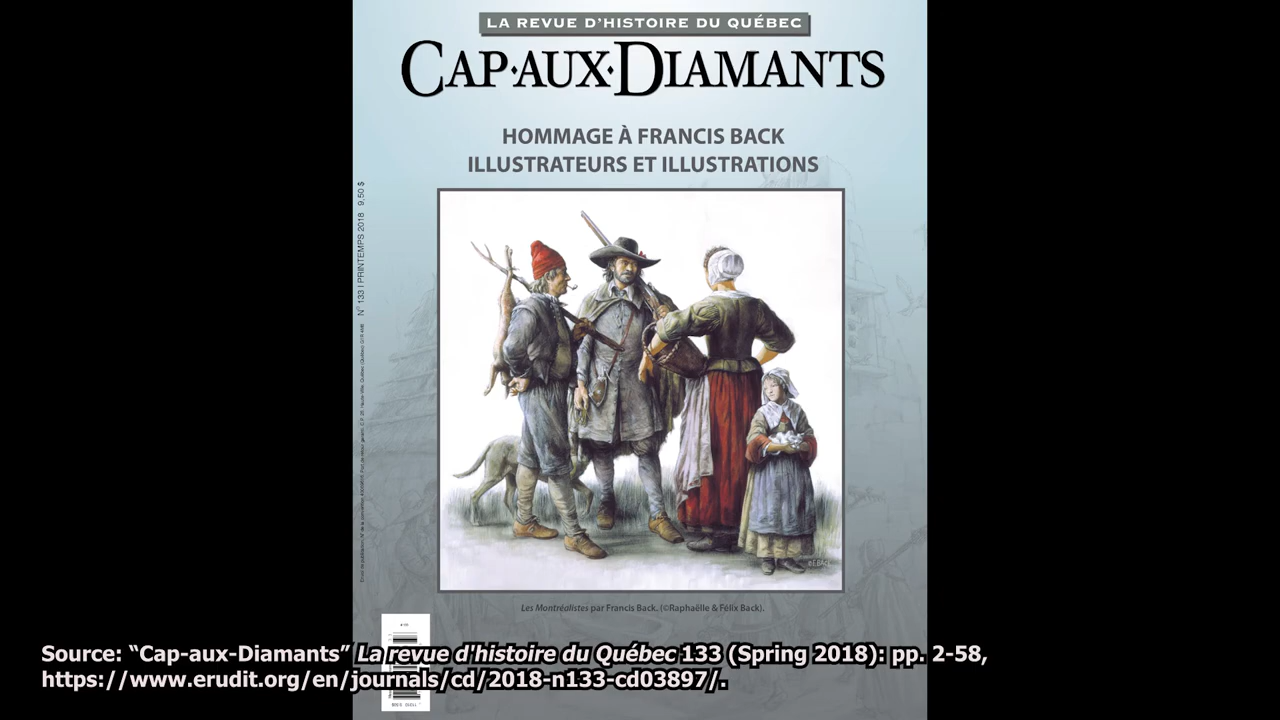 LA REVUE D'HISTOIRE DU QUÉBEC
CAP·AUX·DIAMANTS
HOMMAGE À FRANCIS BACK
ILLUSTRATEURS ET ILLUSTRATIONS
N° 133 | PRINTEMPS 2018 9,50 $
Les Montréalistes par Francis Back. (©Raphaëlle & Félix Back).
Source: “Cap-aux-Diamants” La revue d'histoire du Québec 133 (Spring 2018): pp. 2-58,
https://www.erudit.org/en/journals/cd/2018-n133-cd03897/.